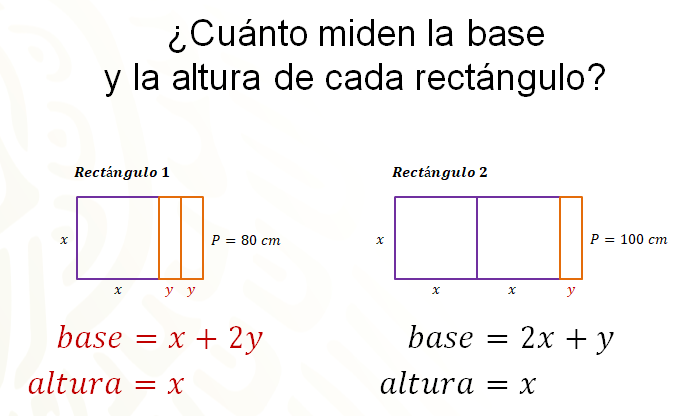 ¿Cuánto miden la base
y la altura de cada rectángulo?
Rectángulo 1
x
P = 80 cm
x y y
base = x + 2y
altura = x
Rectángulo 2
x
P = 100 cm
x x y
base = 2x + y
altura = x